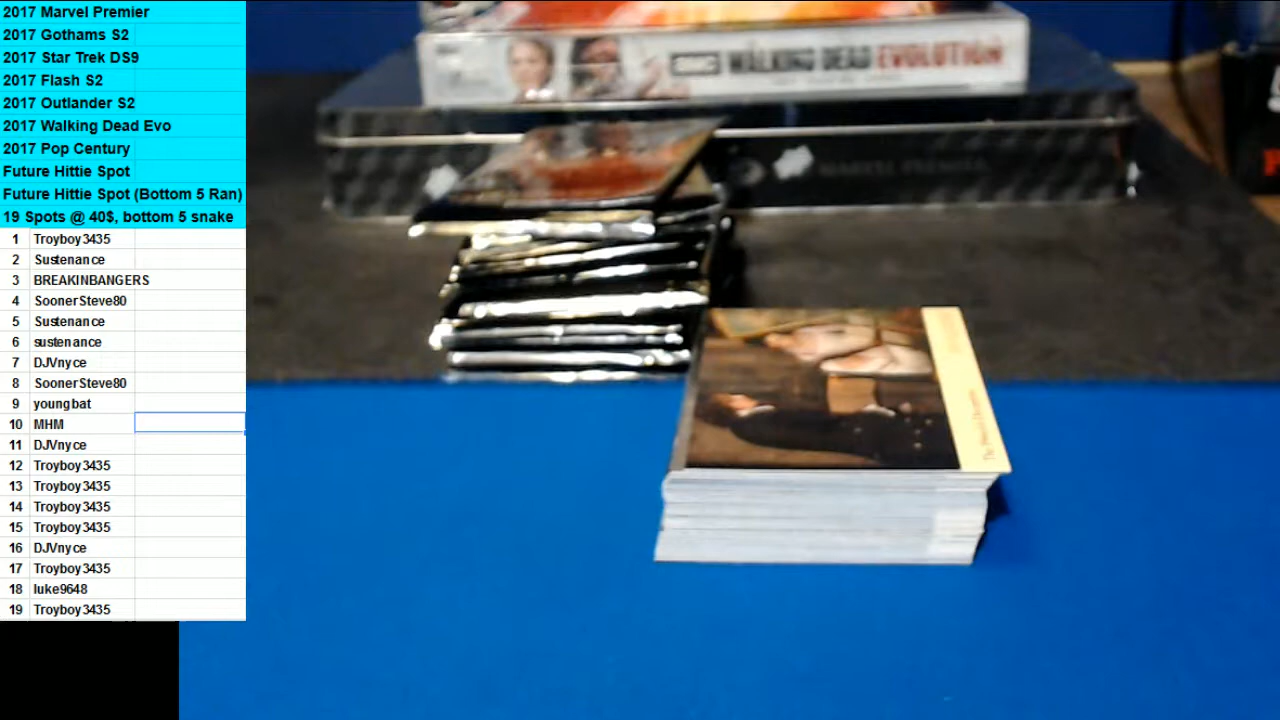 2017 Marvel Premier
2017 Gothams S2
2017 Star Trek DS9
2017 Flash S2
2017 Outlander S2
2017 Walking Dead Evo
2017 Pop Century
Future Hittie Spot
Future Hittie Spot (Bottom 5 Ran)
19 Spots @ 40$, bottom 5 snake
1 Troyboy3435
2 Sustenance
3 BREAKINBANGERS
4 SoonerSteve80
5 Sustenance
6 sustenance
7 DJVnyce
8 SoonerSteve80
9 youngbat
10 MHM
11 DJVnyce
12 Troyboy3435
13 Troyboy3435
14 Troyboy3435
15 Troyboy3435
16 DJVnyce
17 Troyboy3435
18 luke9648
19 Troyboy3435
AMC WALKING DEAD EVOLUTION
MARVEL PREMIER